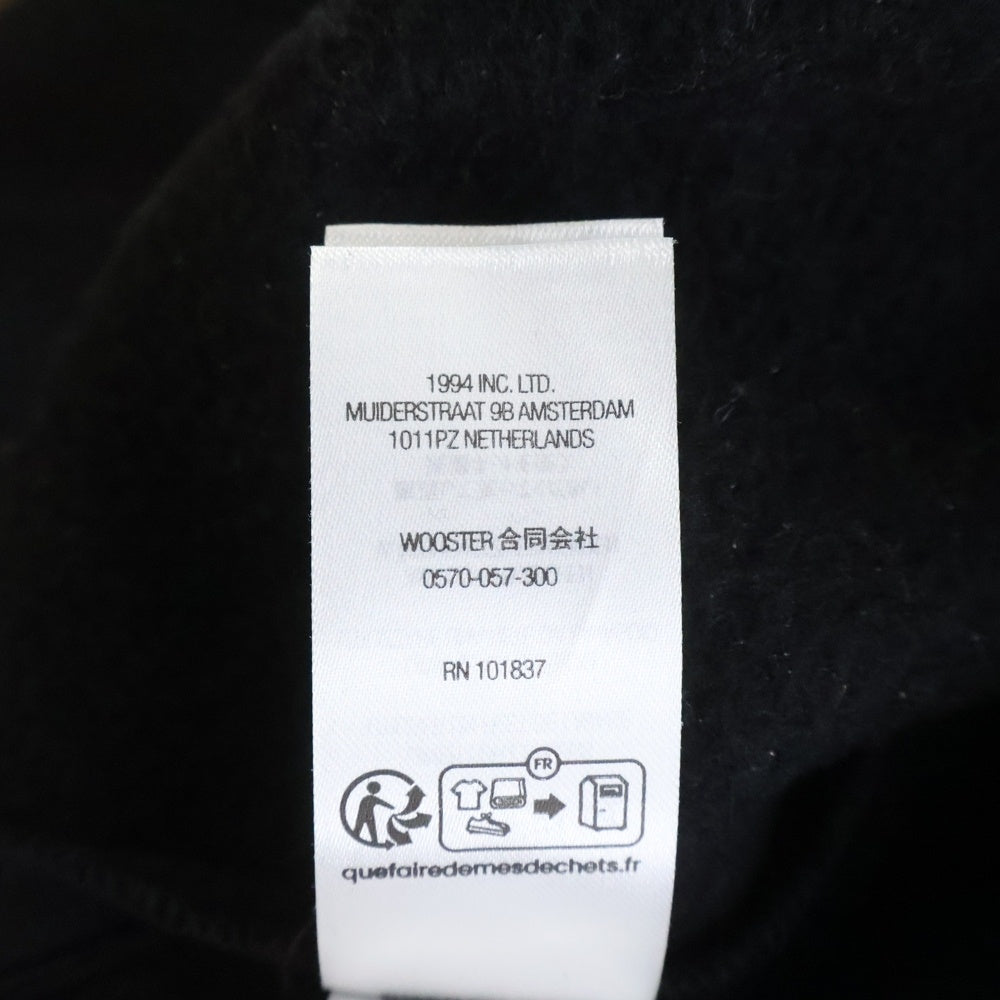 1994 INC. LTD.
MUIDERSTRAAT 9B AMSTERDAM
1011PZ NETHERLANDS
WOOSTER 合同会社
0570-057-300
RN 101837
FR
quefairedemesdechets.fr